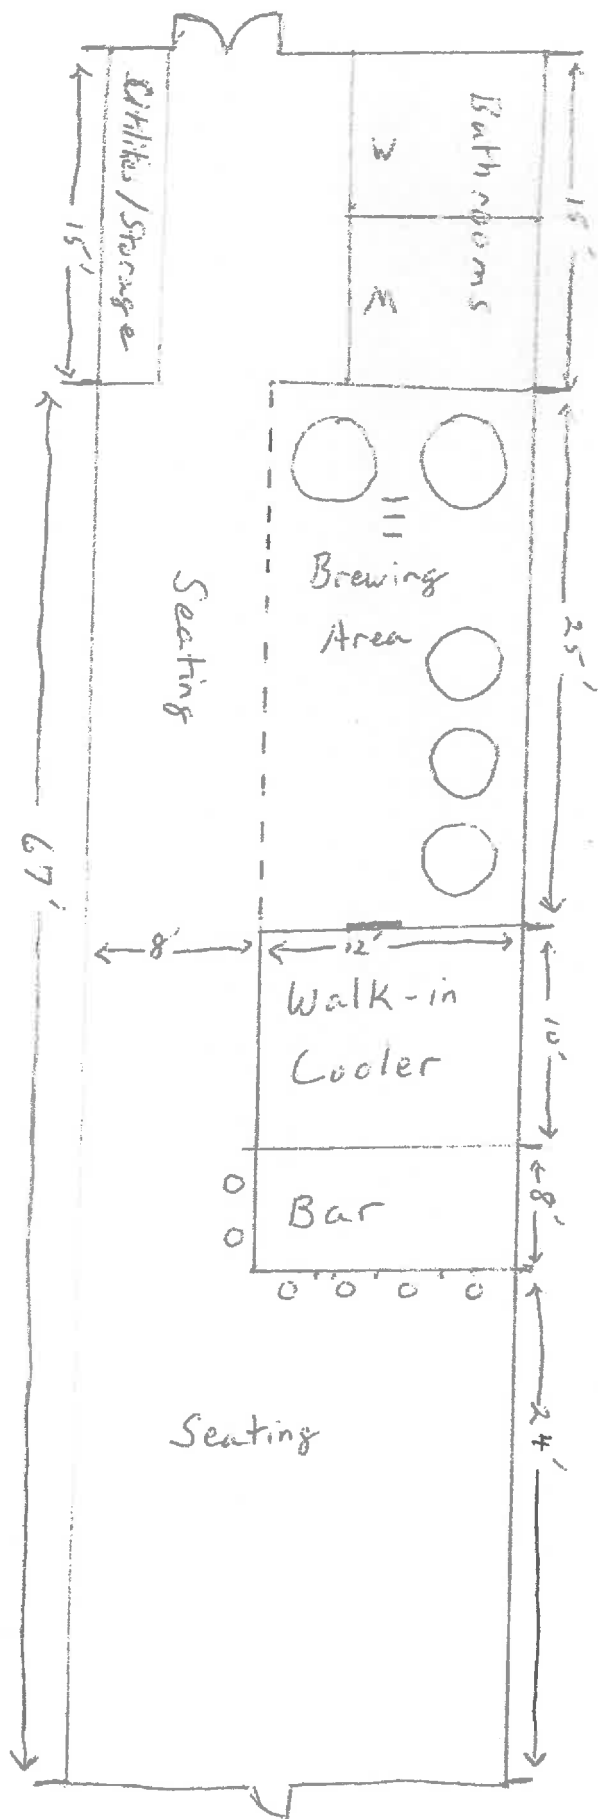 Utilities/Storage
Bathrooms
W
M
15'
15'
Seating
Brewing
Area
25'
67'
8'
12'
Walk-in
Cooler
10'
Bar
8'
Seating
24'